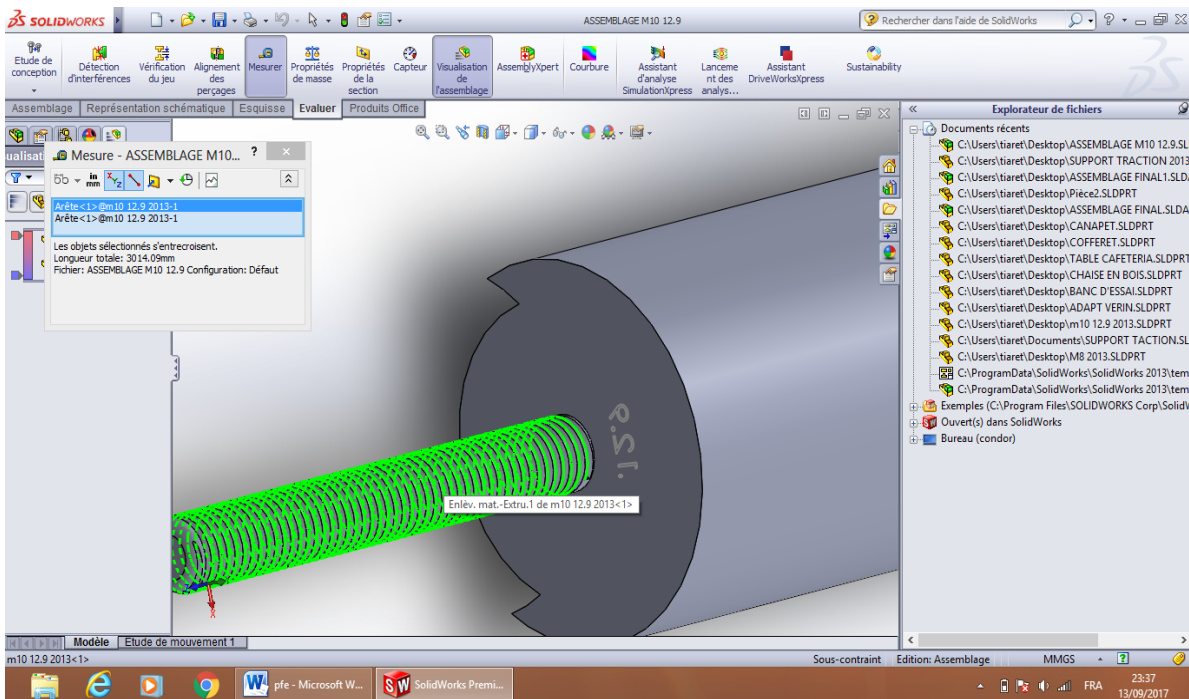 SOLIDWORKS
ASSEMBLAGE M10 12.9
Rechercher dans l'aide de SolidWorks
Etude de conception
Détection d'interférences
Vérification du jeu
Alignement des perçages
Mesurer
Propriétés de masse
Propriétés de la section
Capteur
Visualisation de l'assemblage
AssemblyXpert
Courbure
Assistant d'analyse SimulationXpress
Lanceme nt des analys...
Assistant DriveWorksXpress
Sustainability
Assemblage
Représentation schématique
Esquisse
Evaluer
Produits Office
Explorateur de fichiers
Documents récents
C:\Users\tiaret\Desktop\ASSEMBLAGE M10 12.9.SL
C:\Users\tiaret\Desktop\SUPPORT TRACTION 2013
C:\Users\tiaret\Desktop\ASSEMBLAGE FINAL1.SLDA
C:\Users\tiaret\Desktop\Pièce2.SLDPRT
C:\Users\tiaret\Desktop\ASSEMBLAGE FINAL.SLDA
C:\Users\tiaret\Desktop\CANAPET.SLDPRT
C:\Users\tiaret\Desktop\COFFERET.SLDPRT
C:\Users\tiaret\Desktop\TABLE CAFETERIA.SLDPRT
C:\Users\tiaret\Desktop\CHAISE EN BOIS.SLDPRT
C:\Users\tiaret\Desktop\BANC D'ESSAI.SLDPRT
C:\Users\tiaret\Desktop\ADAPT VERIN.SLDPRT
C:\Users\tiaret\Desktop\m10 12.9 2013.SLDPRT
C:\Users\tiaret\Documents\SUPPORT TACTION.SL
C:\Users\tiaret\Desktop\M8 2013.SLDPRT
C:\ProgramData\SolidWorks\SolidWorks 2013\tem
C:\ProgramData\SolidWorks\SolidWorks 2013\tem
Exemples (C:\Program Files\SOLIDWORKS Corp\SolidW
Ouvert(s) dans SolidWorks
Bureau (condor)
ualisat
Mesure - ASSEMBLAGE M10...
in mm
XYZ
Arête<1>@m10 12.9 2013-1
Arête<1>@m10 12.9 2013-1
Les objets sélectionnés s'entrecroisent.
Longueur totale: 3014.09mm
Fichier: ASSEMBLAGE M10 12.9 Configuration: Défaut
12.9
Enlèv. mat.-Extru.1 de m10 12.9 2013<1>
X
Modèle
Etude de mouvement 1
m10 12.9 2013<1>
Sous-contraint
Edition: Assemblage
MMGS
pfe - Microsoft W...
SolidWorks Premi...
FRA
23:37
13/09/2017